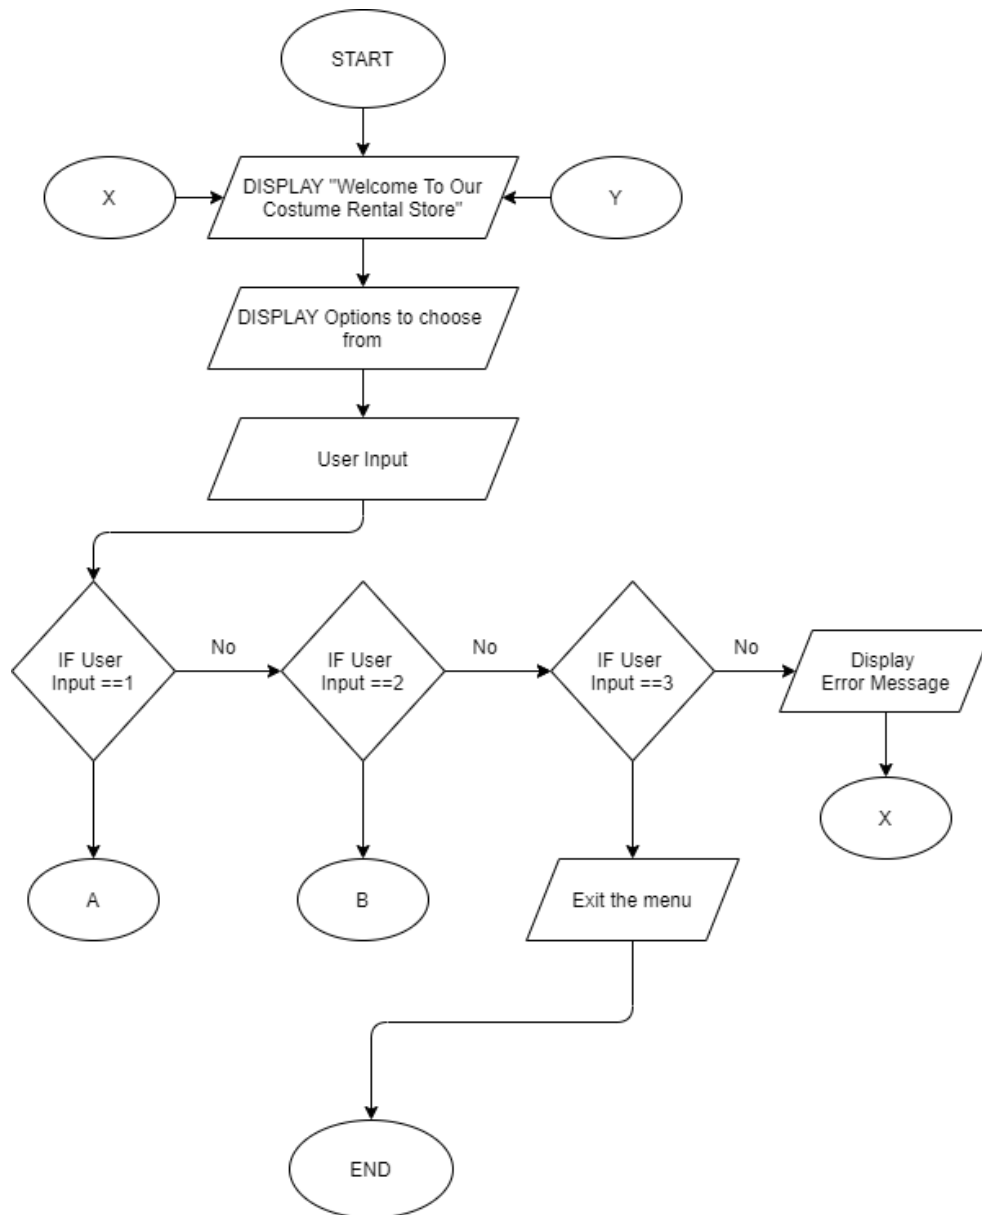 START
X
DISPLAY "Welcome To Our
Costume Rental Store"
Y
DISPLAY Options to choose
from
User Input
IF User
Input ==1
No
IF User
Input ==2
No
IF User
Input ==3
No
Display
Error Message
X
A
B
Exit the menu
END